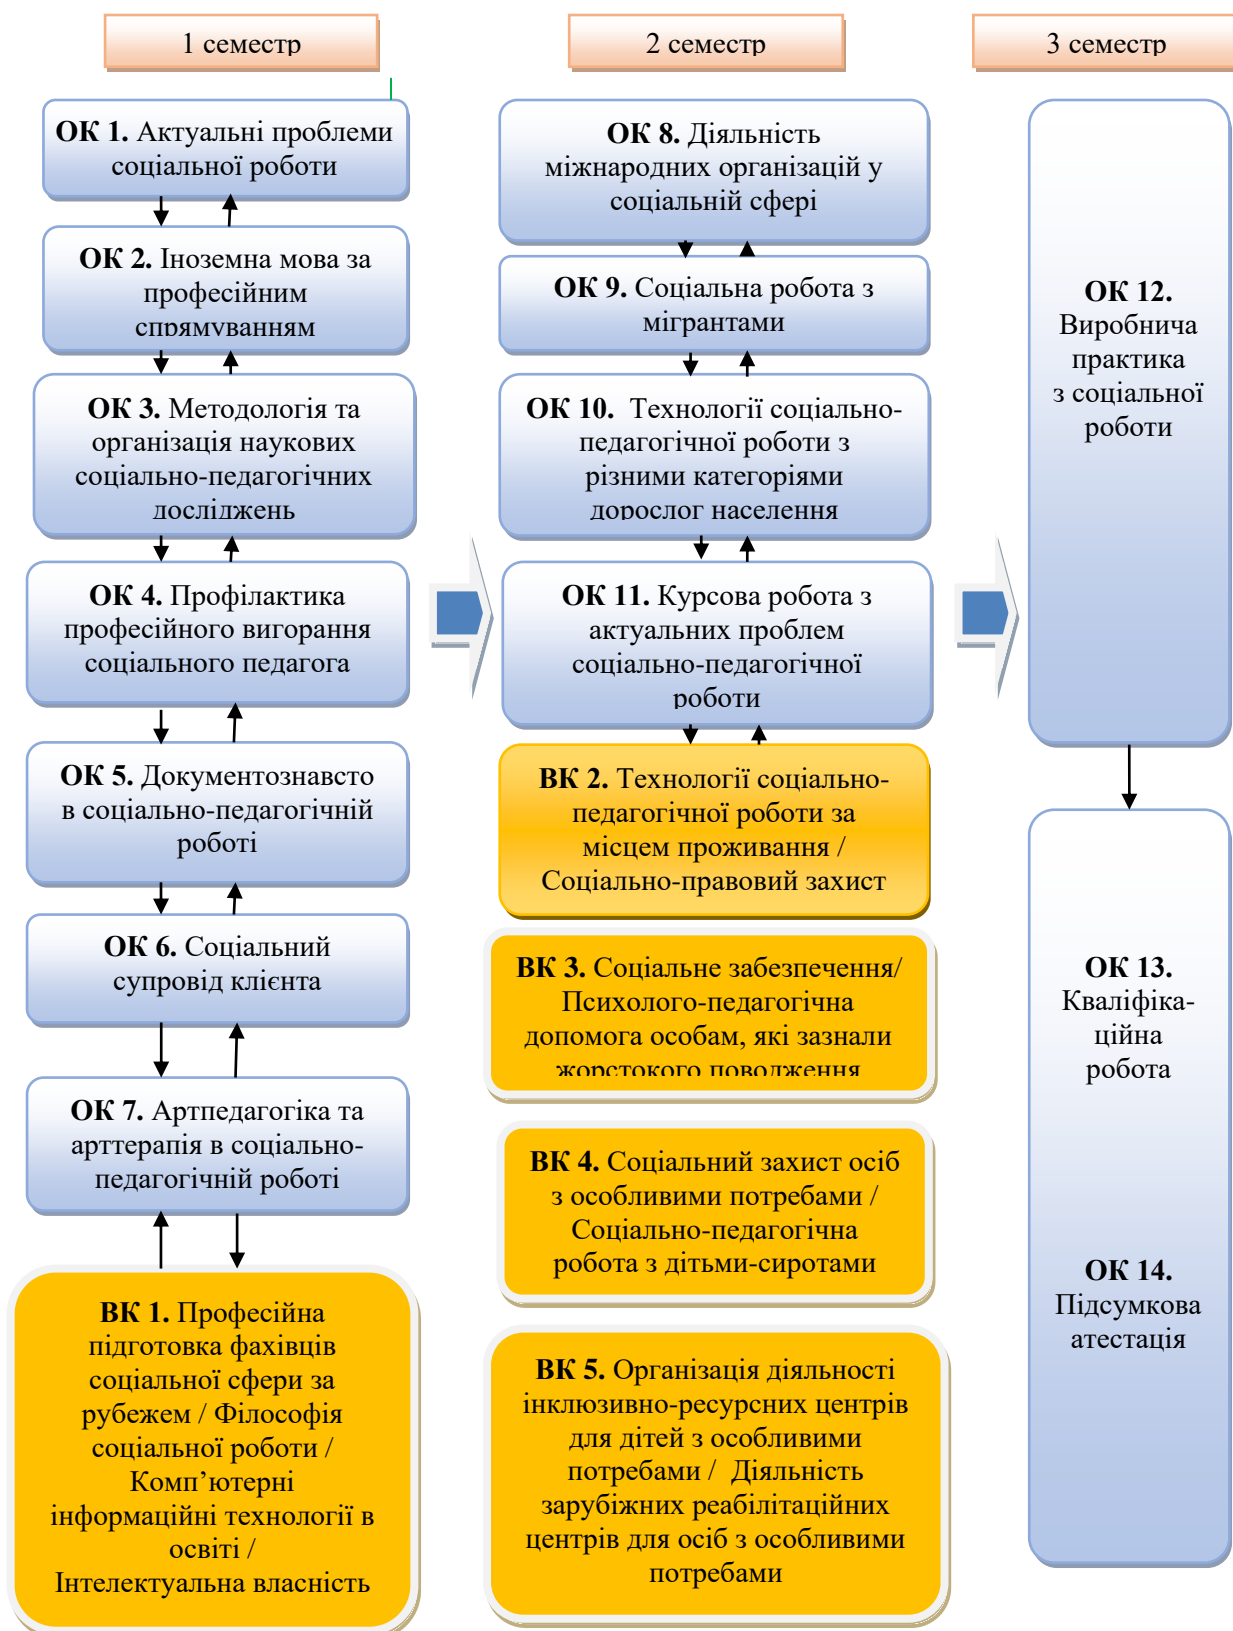 1 семестр
2 семестр
3 семестр
ОК 1. Актуальні проблеми
соціальної роботи
ОК 2. Іноземна мова за
професійним
спрямуванням
ОК 3. Методологія та
організація наукових
соціально-педагогічних
досліджень
ОК 4. Профілактика
професійного вигорання
соціального педагога
ОК 5. Документознавсто
в соціально-педагогічній
роботі
ОК 6. Соціальний
супровід клієнта
ОК 7. Артпедагогіка та
арттерапія в соціально-
педагогічній роботі
ВК 1. Професійна
підготовка фахівців
соціальної сфери за
рубежем / Філософія
соціальної роботи /
Комп’ютерні
інформаційні технології в
освіті /
Інтелектуальна власність
ОК 8. Діяльність
міжнародних організацій у
соціальній сфері
ОК 9. Соціальна робота з
мігрантами
ОК 10. Технології соціально-
педагогічної роботи з
різними категоріями
дорослог населення
ОК 11. Курсова робота з
актуальних проблем
соціально-педагогічної
роботи
ВК 2. Технології соціально-
педагогічної роботи за
місцем проживання /
Соціально-правовий захист
ВК 3. Соціальне забезпечення/
Психолого-педагогічна
допомога особам, які зазнали
жорстокого поводження
ВК 4. Соціальний захист осіб
з особливими потребами /
Соціально-педагогічна
робота з дітьми-сиротами
ВК 5. Організація діяльності
інклюзивно-ресурсних центрів
для дітей з особливими
потребами / Діяльність
зарубіжних реабілітаційних
центрів для осіб з особливими
потребами
ОК 12.
Виробнича
практика
з соціальної
роботи
ОК 13.
Кваліфіка-
ційна
робота
ОК 14.
Підсумкова
атестація